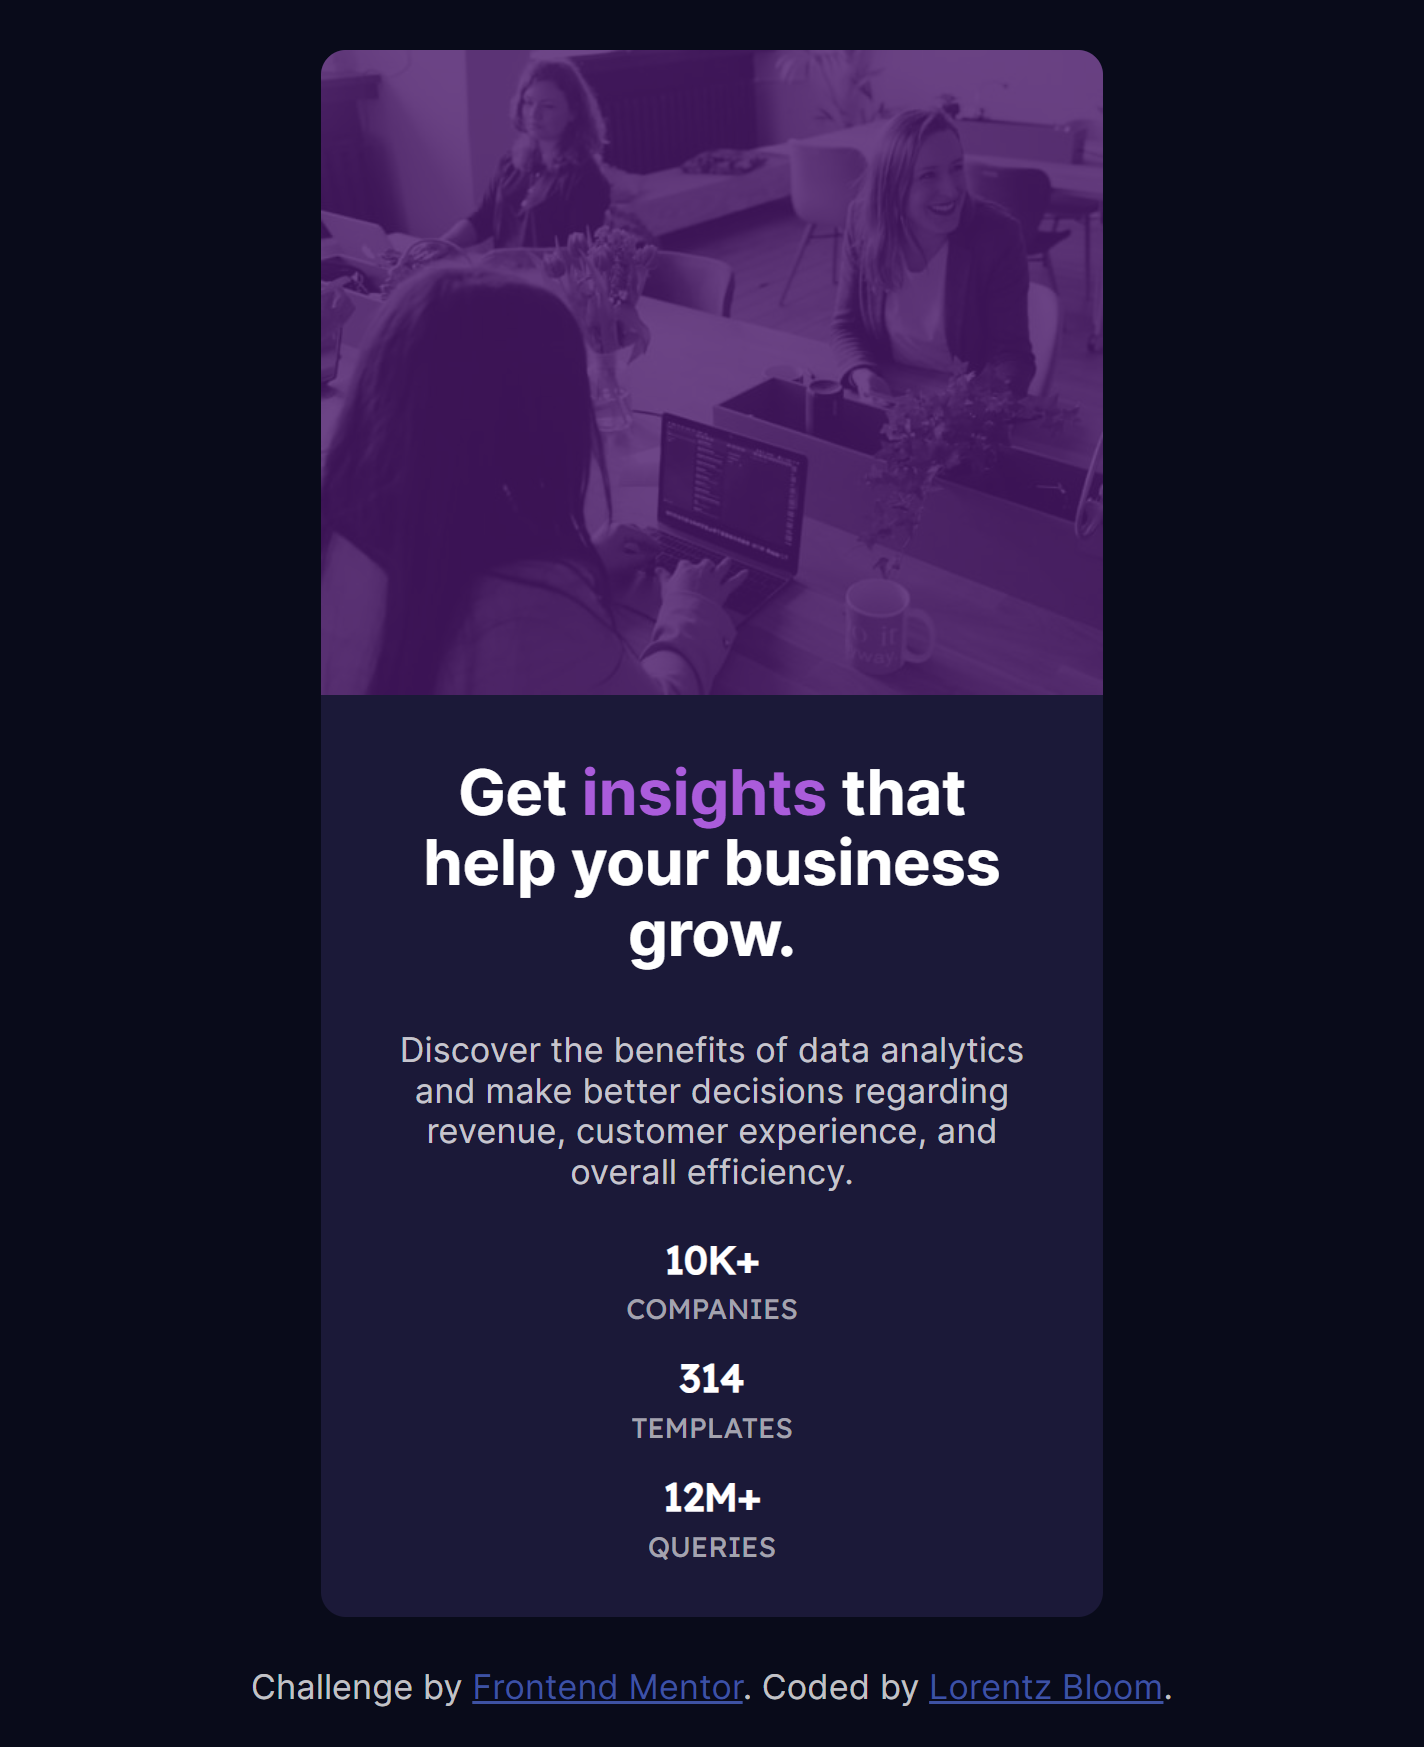 Get insights that
help your business
grow.
Discover the benefits of data analytics
and make better decisions regarding
revenue, customer experience, and
overall efficiency.
10K+
COMPANIES
314
TEMPLATES
12M+
QUERIES
Challenge by Frontend Mentor. Coded by Lorentz Bloom.